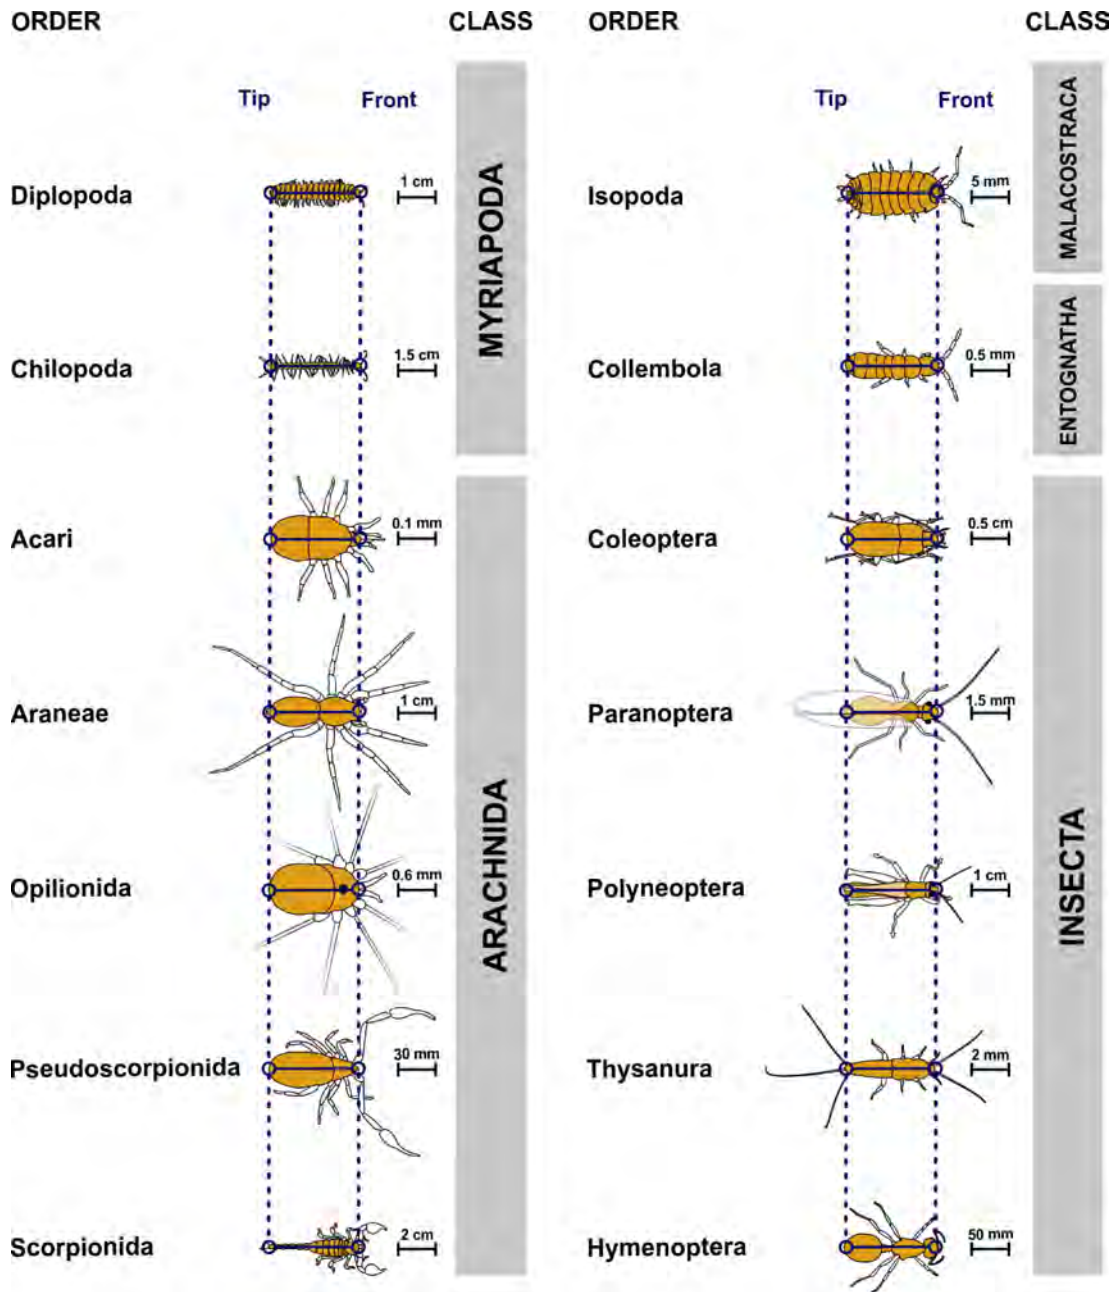 ORDER CLASS ORDER CLASS
Tip Front Tip Front
Diplopoda 1 cm Isopoda 5 mm
MYRIAPODA
MALACOSTRACA
Chilopoda 1.5 cm Collembola 0.5 mm
ENTOGNATHA
Acari 0.1 mm Coleoptera 0.5 cm
Araneae 1 cm Paranoptera 1.5 mm
ARACHNIDA
INSECTA
Opilionida 0.6 mm Polyneoptera 1 cm
Pseudoscorpionida 30 mm Thysanura 2 mm
Scorpionida 2 cm Hymenoptera 50 mm